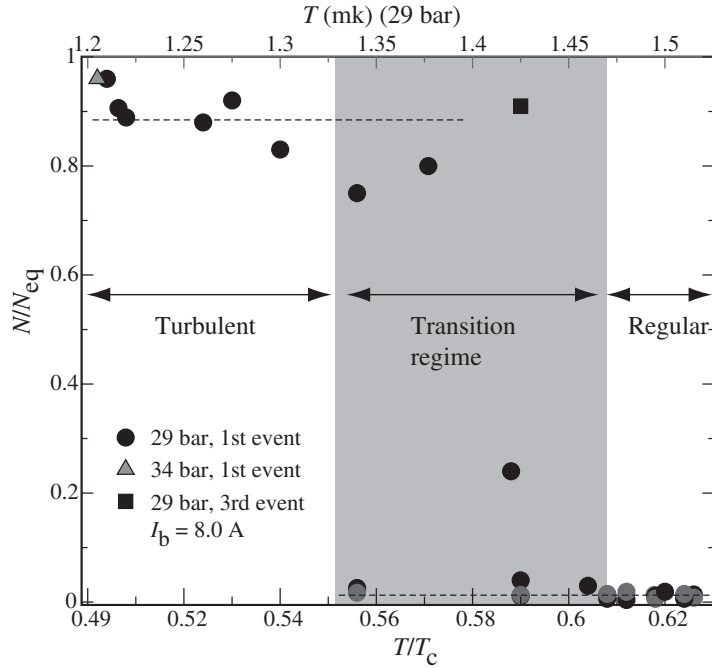 T (mk) (29 bar)
1.21 1.26 1.3 1.35 1.4 1.45 1.5
1
0.8
0.6
0.4
0.2
0
N/Neq
Turbulent
Transition
regime
Regular
29 bar, 1st event
34 bar, 1st event
29 bar, 3rd event
Ib = 8.0 A
0.49 0.52 0.54 0.56 0.58 0.6 0.62
T/Tc